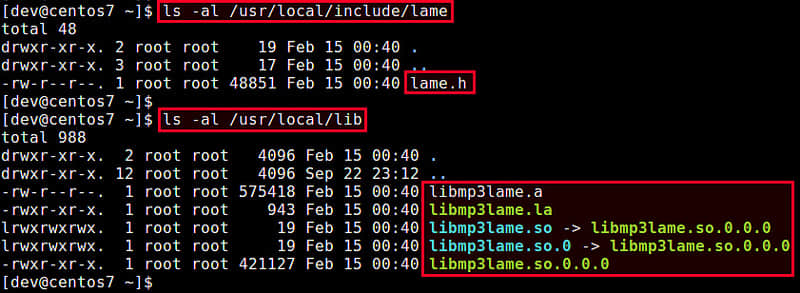 [dev@centos7 ~]$ ls -al /usr/local/include/lame
total 48
drwxr-xr-x. 2 root root    19 Feb 15 00:40 .
drwxr-xr-x. 3 root root    17 Feb 15 00:40 ..
-rw-r--r--. 1 root root 48851 Feb 15 00:40 lame.h
[dev@centos7 ~]$
[dev@centos7 ~]$ ls -al /usr/local/lib
total 988
drwxr-xr-x.  2 root root   4096 Feb 15 00:40 .
drwxr-xr-x. 12 root root   4096 Sep 22 23:12 ..
-rw-r--r--.  1 root root 575418 Feb 15 00:40 libmp3lame.a
-rwxr-xr-x.  1 root root    943 Feb 15 00:40 libmp3lame.la
lrwxrwxrwx.  1 root root     19 Feb 15 00:40 libmp3lame.so -> libmp3lame.so.0.0.0
lrwxrwxrwx.  1 root root     19 Feb 15 00:40 libmp3lame.so.0 -> libmp3lame.so.0.0.0
-rwxr-xr-x.  1 root root 421127 Feb 15 00:40 libmp3lame.so.0.0.0
[dev@centos7 ~]$